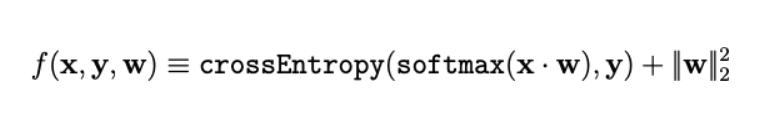 f(x, y, w) ≡ crossEntropy(softmax(x · w), y) + ‖w‖₂²